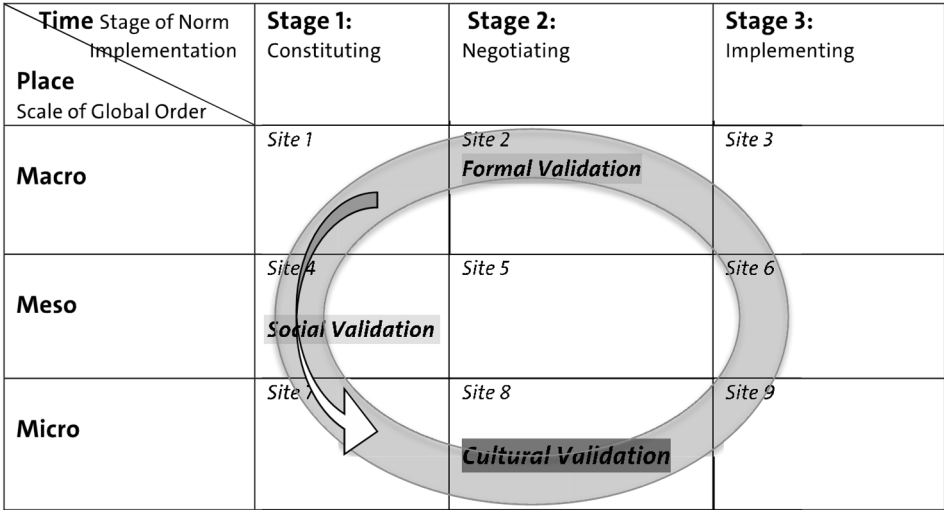 Time Stage of Norm
Implementation
Place
Scale of Global Order
Stage 1:
Constituting
Stage 2:
Negotiating
Stage 3:
Implementing
Macro
Site 1
Site 2
Formal Validation
Site 3
Meso
Site 4
Social Validation
Site 5
Site 6
Micro
Site 7
Site 8
Cultural Validation
Site 9